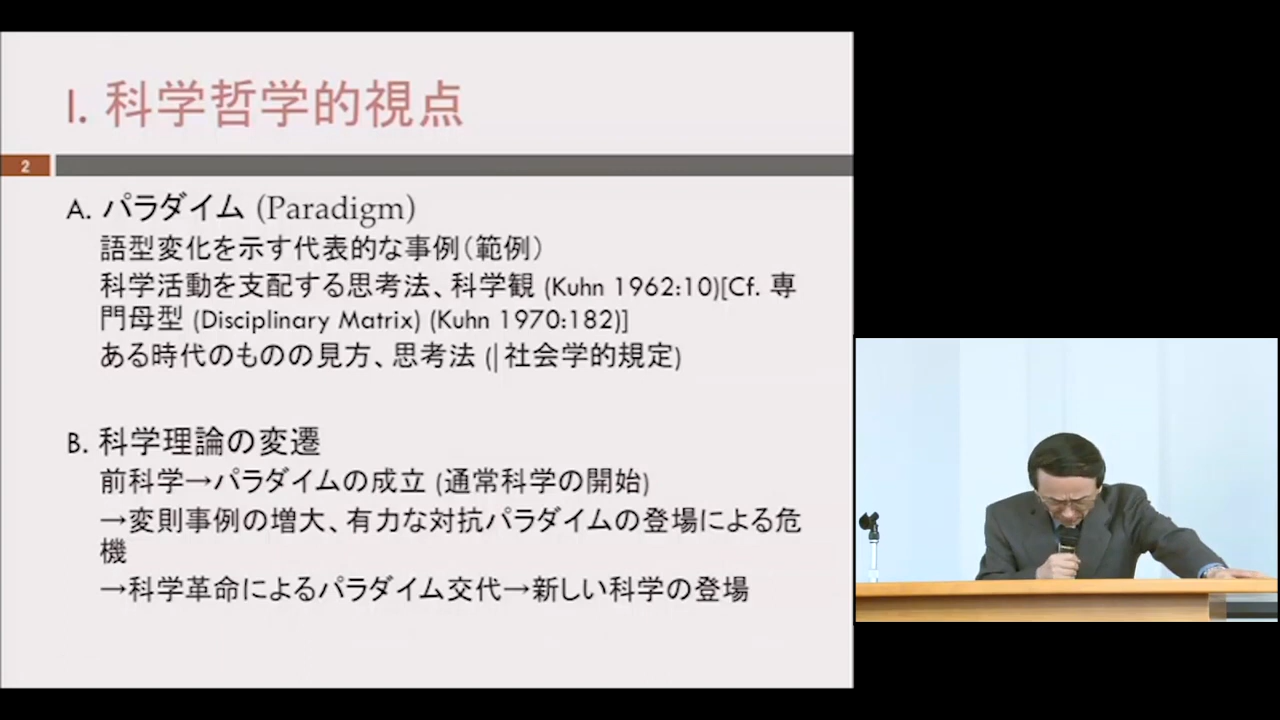 I. 科学哲学的視点
2
A. パラダイム (Paradigm)
語型変化を示す代表的な事例（範例）
科学活動を支配する思考法、科学観 (Kuhn 1962:10)[Cf. 専
門母型 (Disciplinary Matrix) (Kuhn 1970:182)]
ある時代のものの見方、思考法 (|社会学的規定)
B. 科学理論の変遷
前科学→パラダイムの成立 (通常科学の開始)
→変則事例の増大、有力な対抗パラダイムの登場による危
機
→科学革命によるパラダイム交代→新しい科学の登場